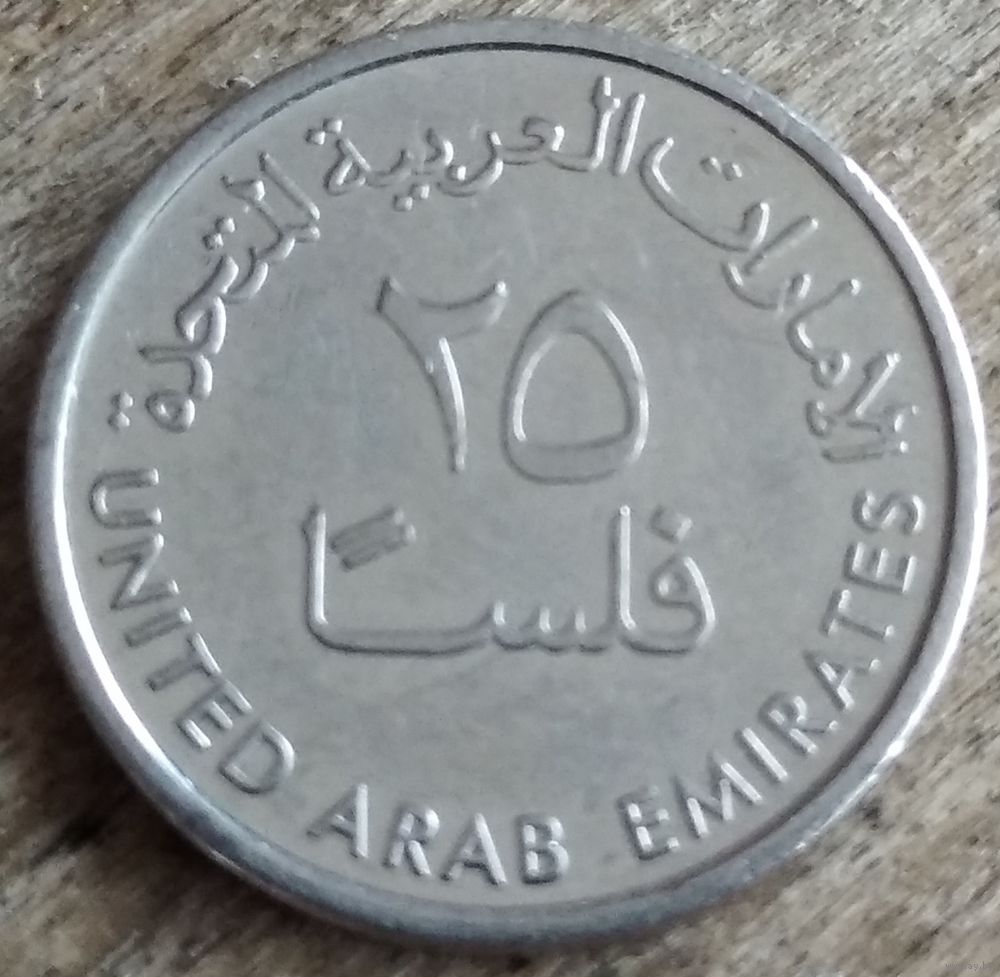 الإمارات العربية المتحدة
٢٥
فلساً
UNITED ARAB EMIRATES